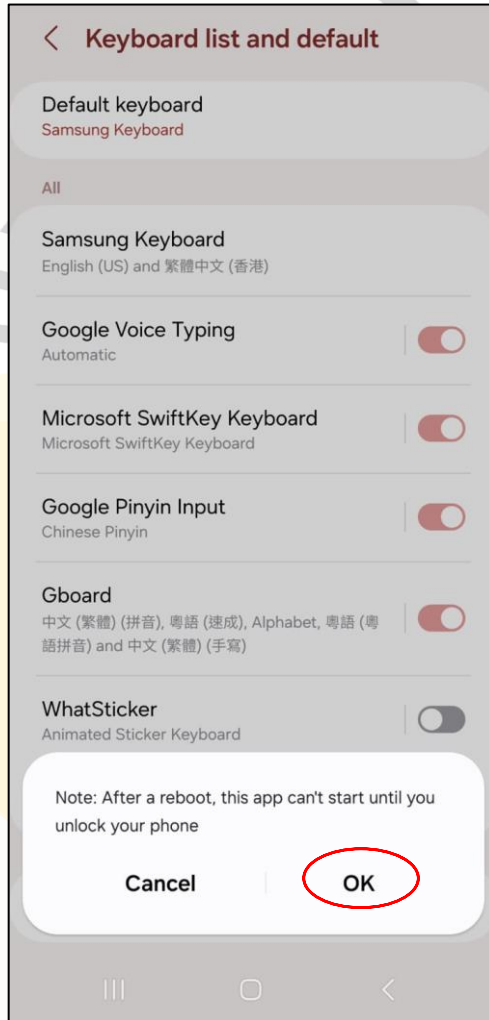 Keyboard list and default
Default keyboard
Samsung Keyboard
All
Samsung Keyboard
English (US) and 繁體中文 (香港)
Google Voice Typing
Automatic
Microsoft SwiftKey Keyboard
Microsoft SwiftKey Keyboard
Google Pinyin Input
Chinese Pinyin
Gboard
中文 (繁體) (拼音), 粵語 (速成), Alphabet, 粵語 (粵
語拼音) and 中文 (繁體) (手寫)
WhatSticker
Animated Sticker Keyboard
Note: After a reboot, this app can't start until you
unlock your phone
Cancel
OK